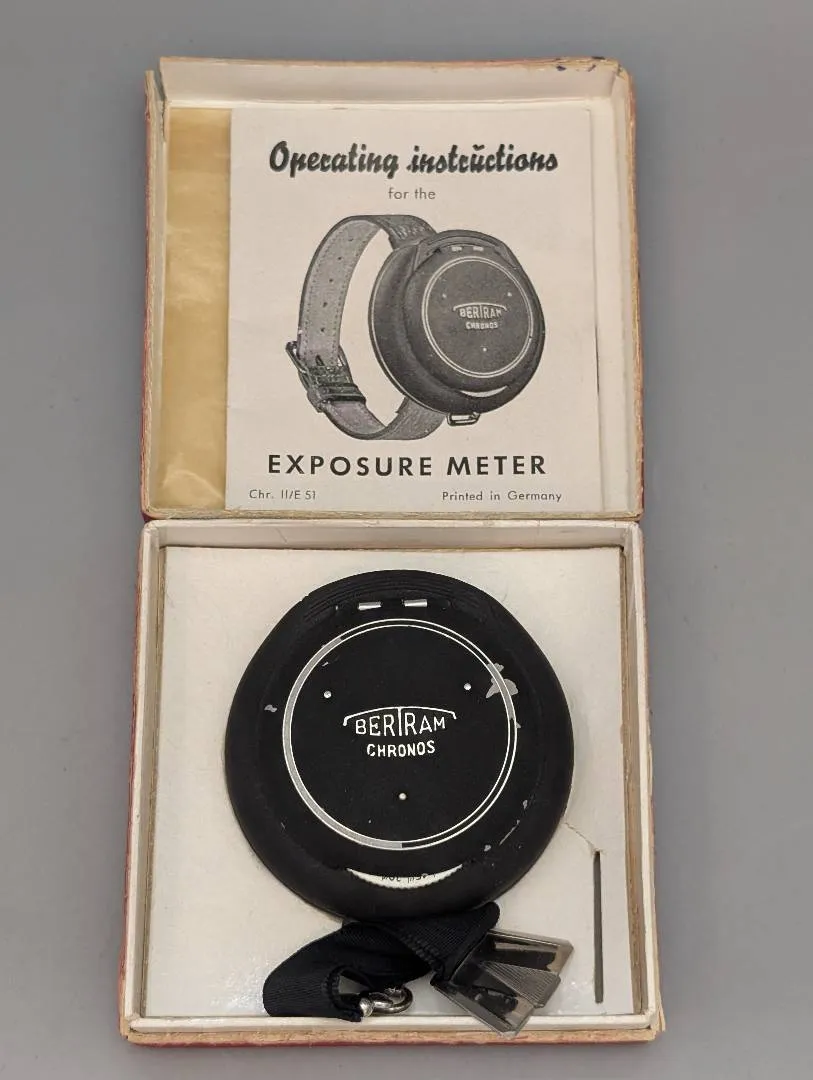 Operating instructions
for the
BERTRAM
CHRONOS
EXPOSURE METER
Chr. II/E 51
Printed in Germany
BERTRAM
CHRONOS